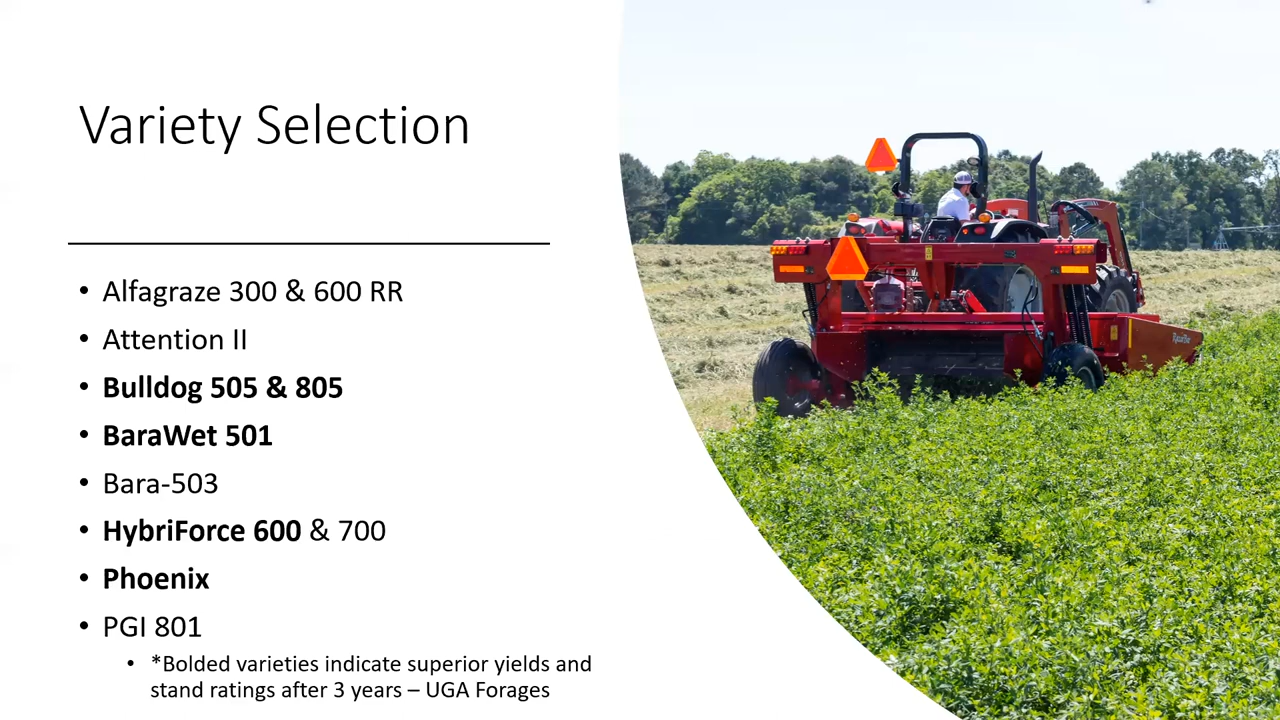 Variety Selection
• Alfagraze 300 & 600 RR
• Attention II
• Bulldog 505 & 805
• BaraWet 501
• Bara-503
• HybriForce 600 & 700
• Phoenix
• PGI 801
• *Bolded varieties indicate superior yields and
stand ratings after 3 years – UGA Forages